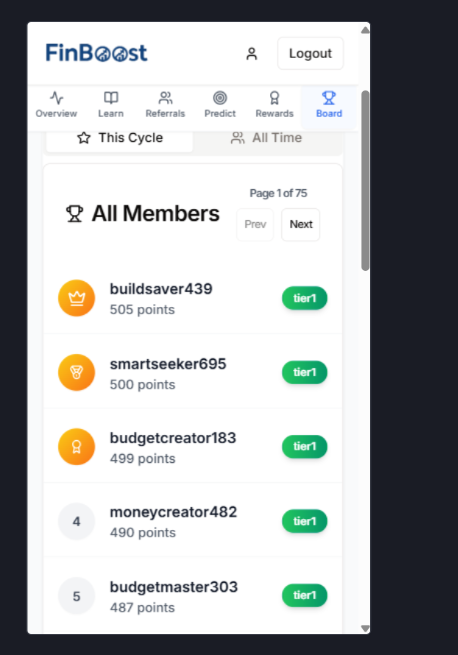 FinBoost
Logout
Overview Learn Referrals Predict Rewards Board
This Cycle All Time
Page 1 of 75
All Members
Prev Next
buildsaver439
505 points
tier1
smartseeker695
500 points
tier1
budgetcreator183
499 points
tier1
4
moneycreator482
490 points
tier1
5
budgetmaster303
487 points
tier1